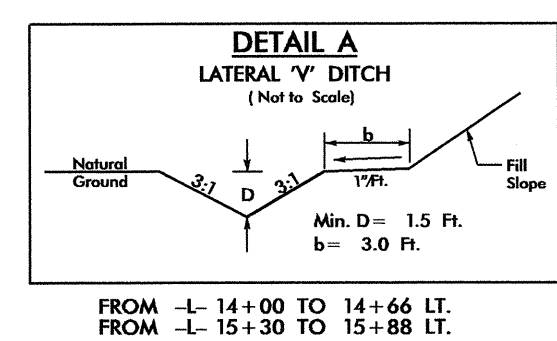 DETAIL A
LATERAL 'V' DITCH
( Not to Scale)
b
Natural
Ground
3:1
D
3:1
1"/Ft.
Fill
Slope
Min. D= 1.5 Ft.
b= 3.0 Ft.
FROM -L- 14+00 TO 14+66 LT.
FROM -L- 15+30 TO 15+88 LT.